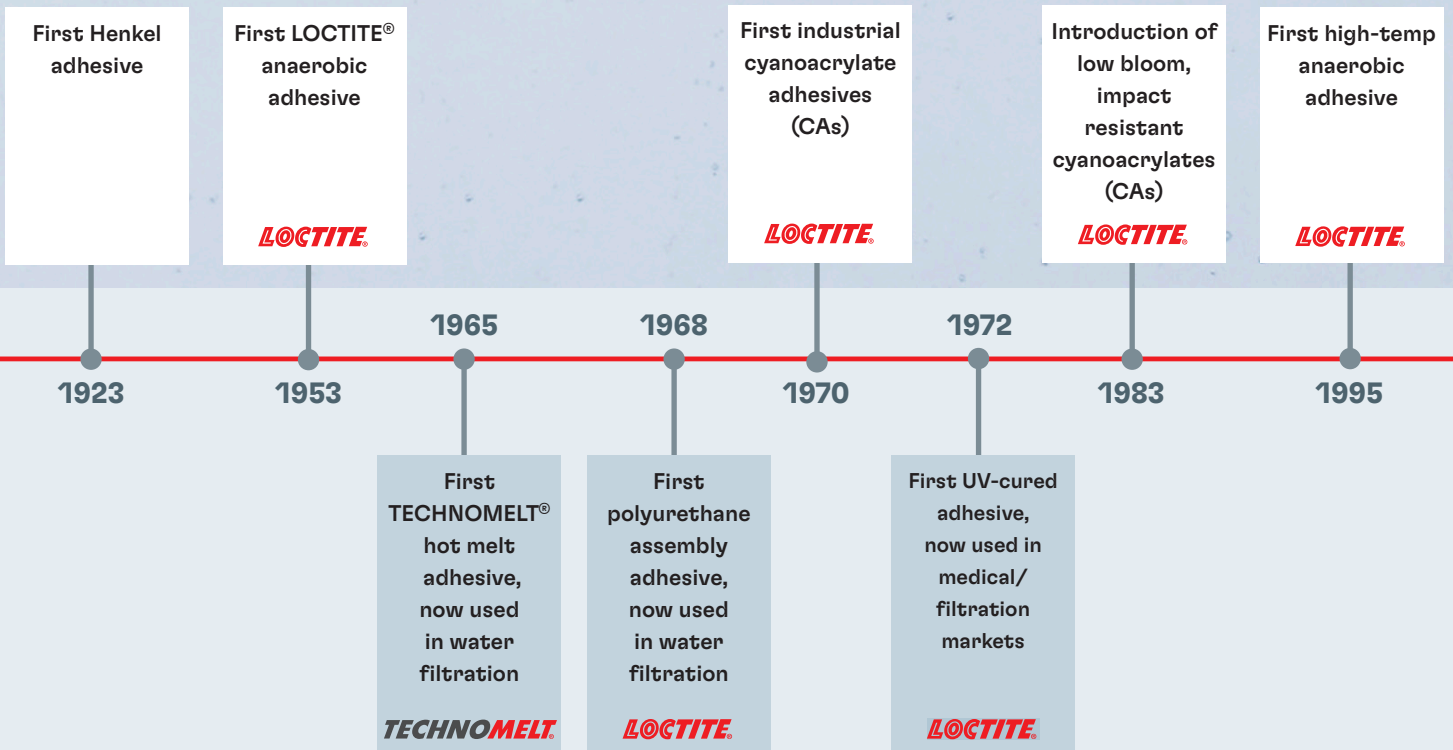 First Henkel
adhesive
1923
First LOCTITE®
anaerobic
adhesive
LOCTITE®
1953
1965
First
TECHNOMELT®
hot melt
adhesive,
now used
in water
filtration
TECHNOMELT®
1968
First
polyurethane
assembly
adhesive,
now used
in water
filtration
LOCTITE®
First industrial
cyanoacrylate
adhesives
(CAs)
LOCTITE®
1970
1972
First UV-cured
adhesive,
now used in
medical/
filtration
markets
LOCTITE®
Introduction of
low bloom,
impact
resistant
cyanoacrylates
(CAs)
LOCTITE®
1983
First high-temp
anaerobic
adhesive
LOCTITE®
1995